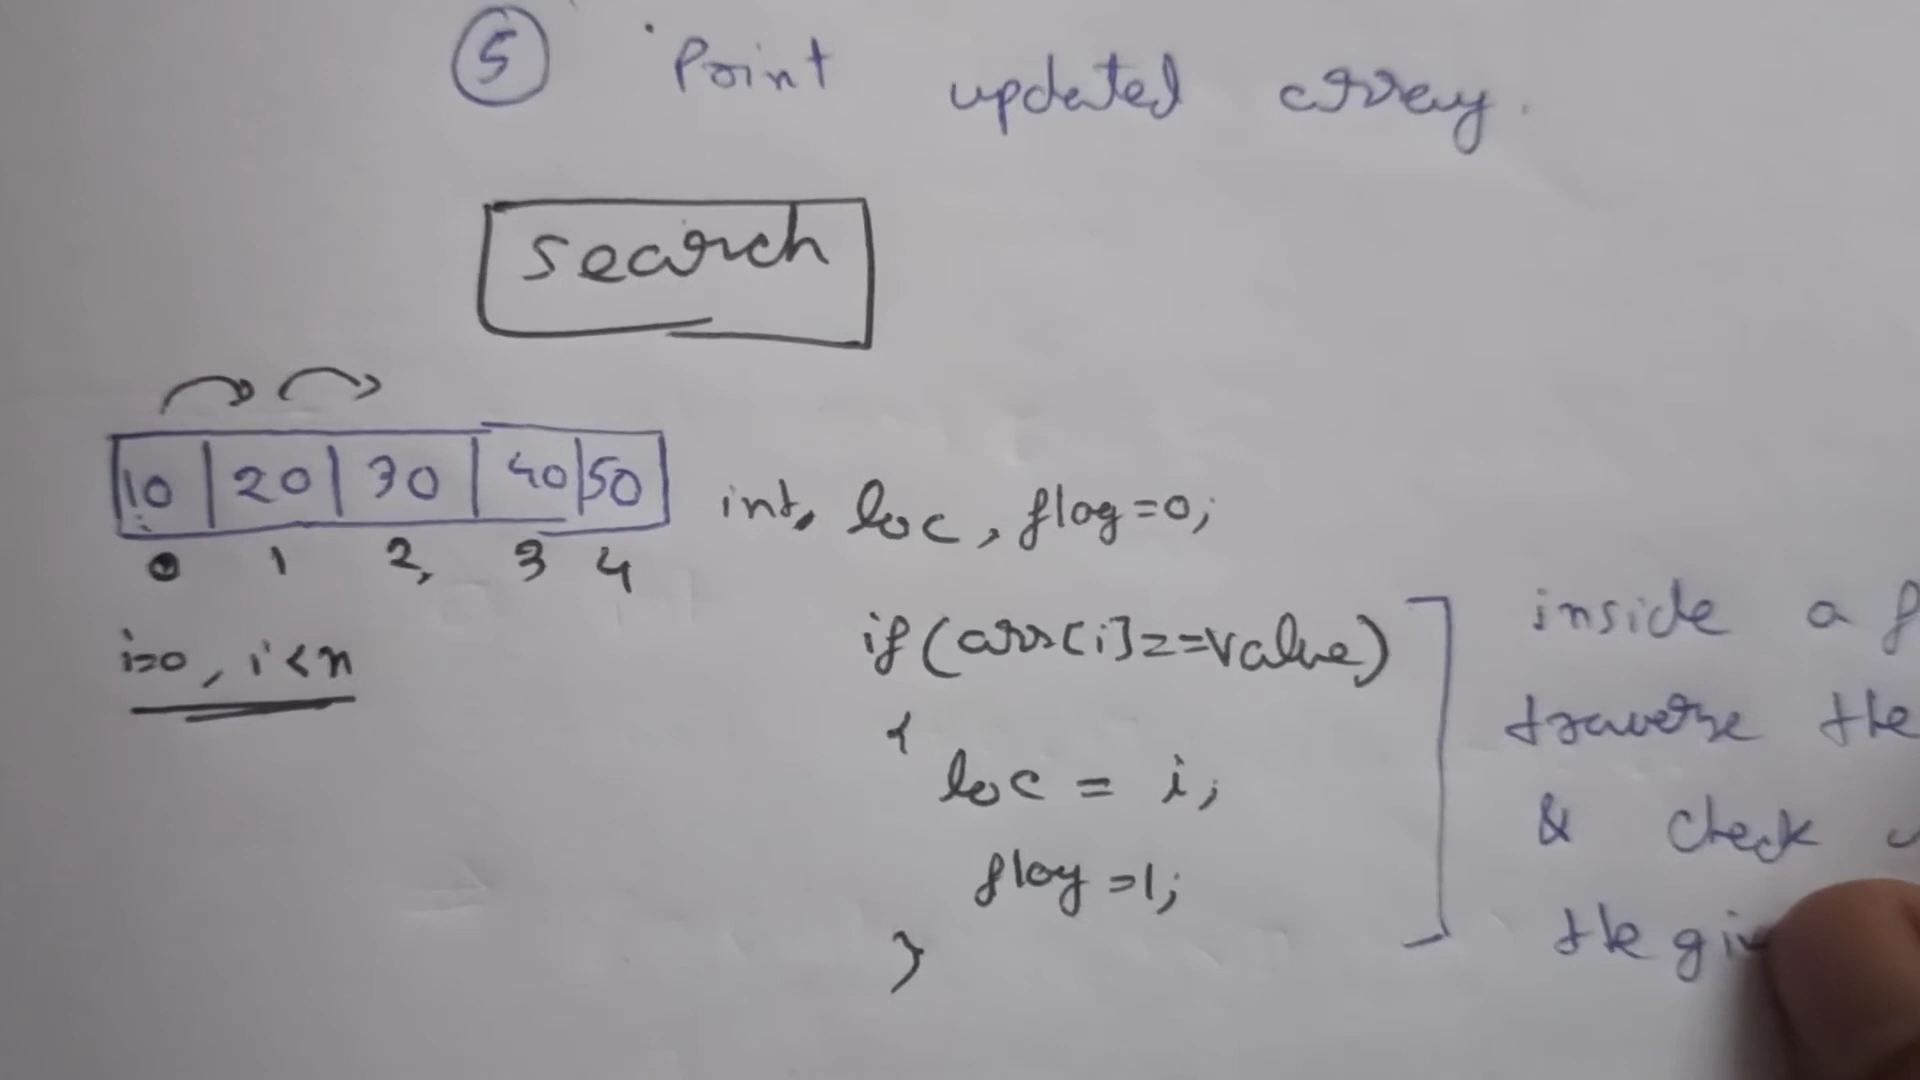 5 Print updated array.
search
10 20 30 40 50
0 1 2, 3 4
i=0, i<n
int, loc, flag=0;
if (arr[i]==value)
{
loc = i;
flag=1;
}
inside a
traverse the
& check
the